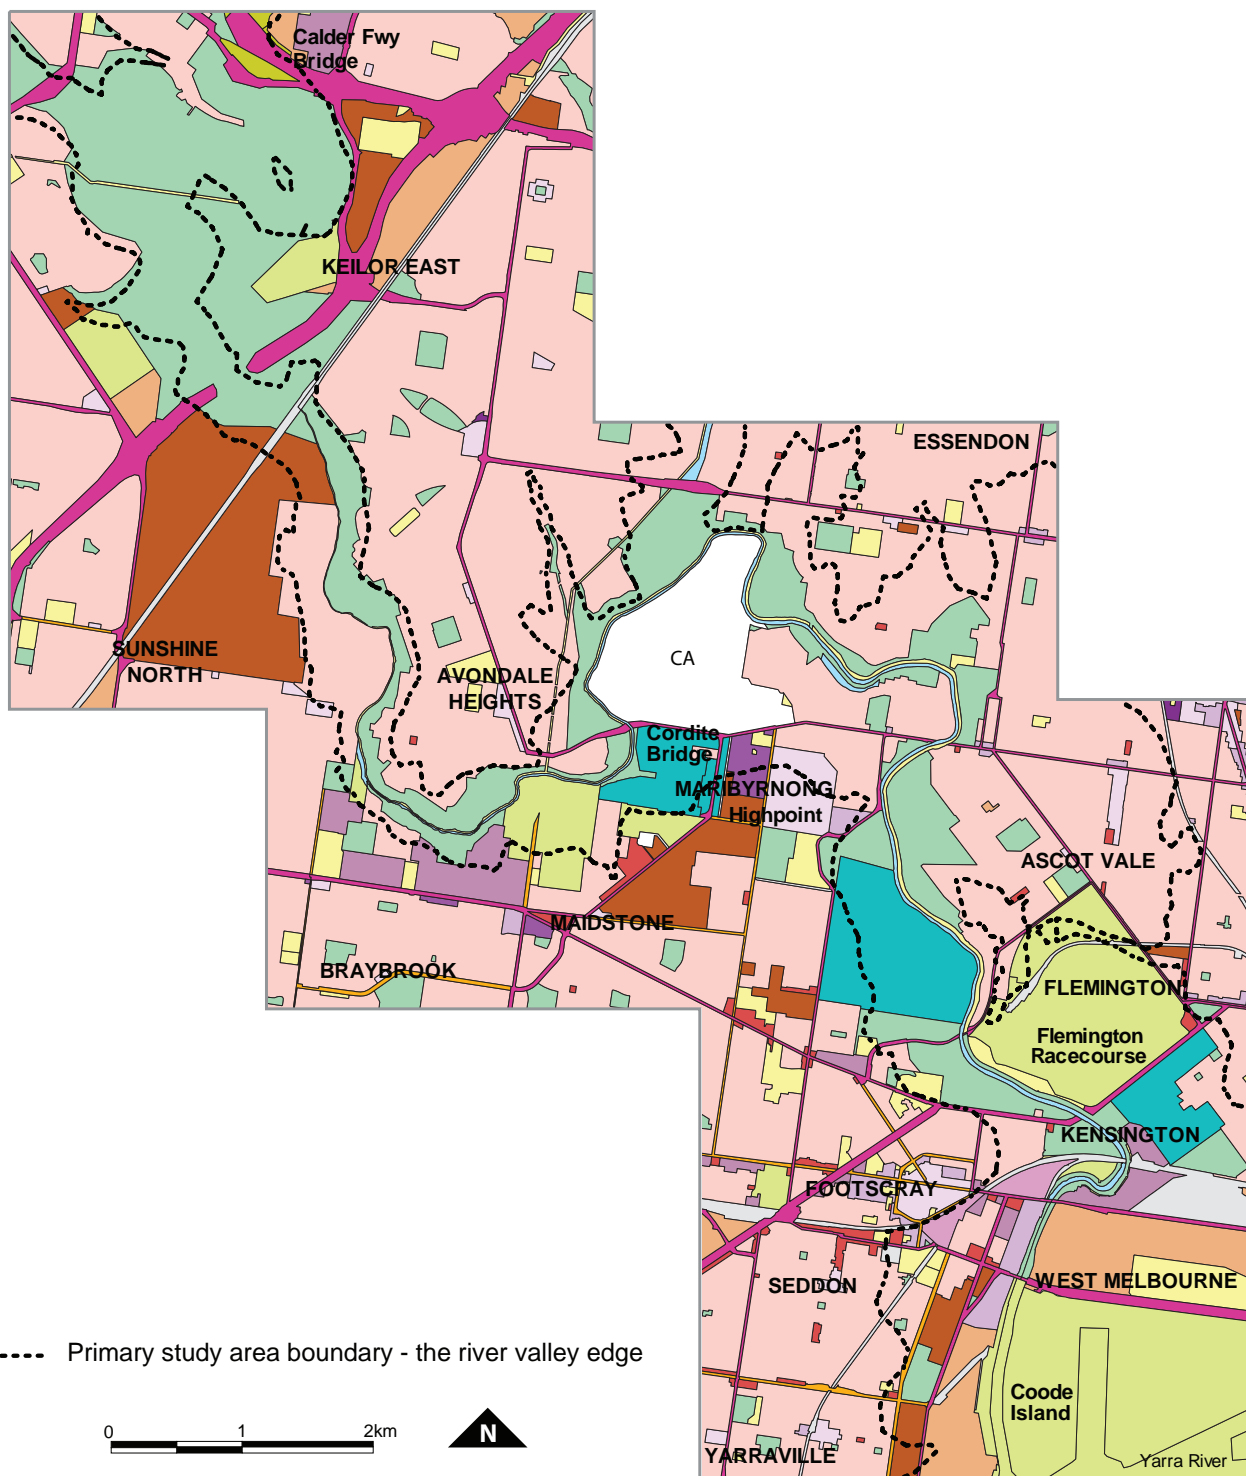 Calder Fwy
Bridge
KEILOR EAST
ESSENDON
SUNSHINE
NORTH
CA
AVONDALE
HEIGHTS
Cordite
Bridge
MARIBYRNONG
Highpoint
ASCOT VALE
MAIDSTONE
BRAYBROOK
FLEMINGTON
Flemington
Racecourse
KENSINGTON
FOOTSCRAY
SEDDON
WEST MELBOURNE
Primary study area boundary - the river valley edge
Coode
Island
0 1 2km
N
YARRAVILLE
Yarra River